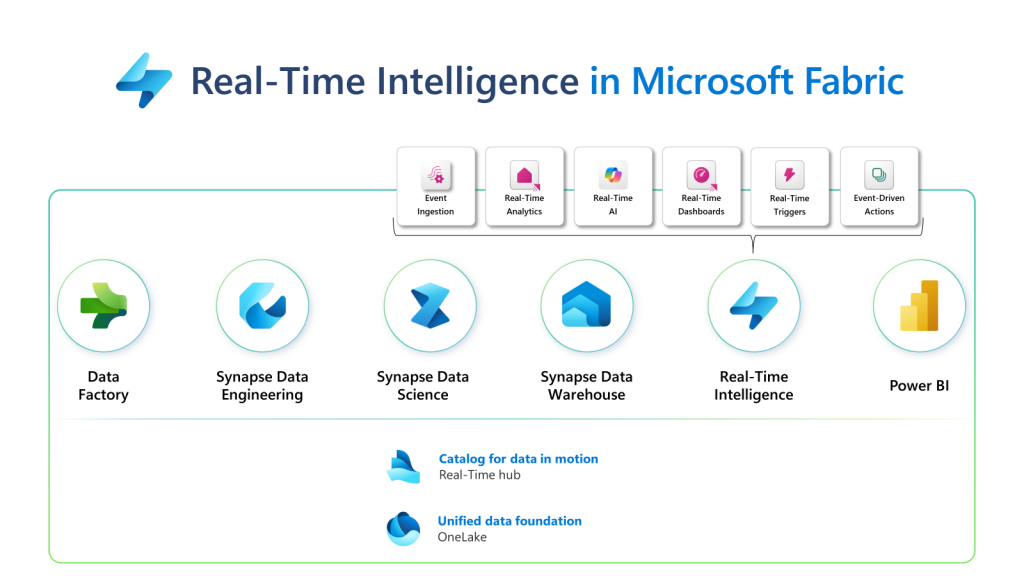 Real-Time Intelligence in Microsoft Fabric
Event
Ingestion
Real-Time
Analytics
Real-Time
AI
Real-Time
Dashboards
Real-Time
Triggers
Event-Driven
Actions
Data
Factory
Synapse Data
Engineering
Synapse Data
Science
Synapse Data
Warehouse
Real-Time
Intelligence
Power BI
Catalog for data in motion
Real-Time hub
Unified data foundation
OneLake